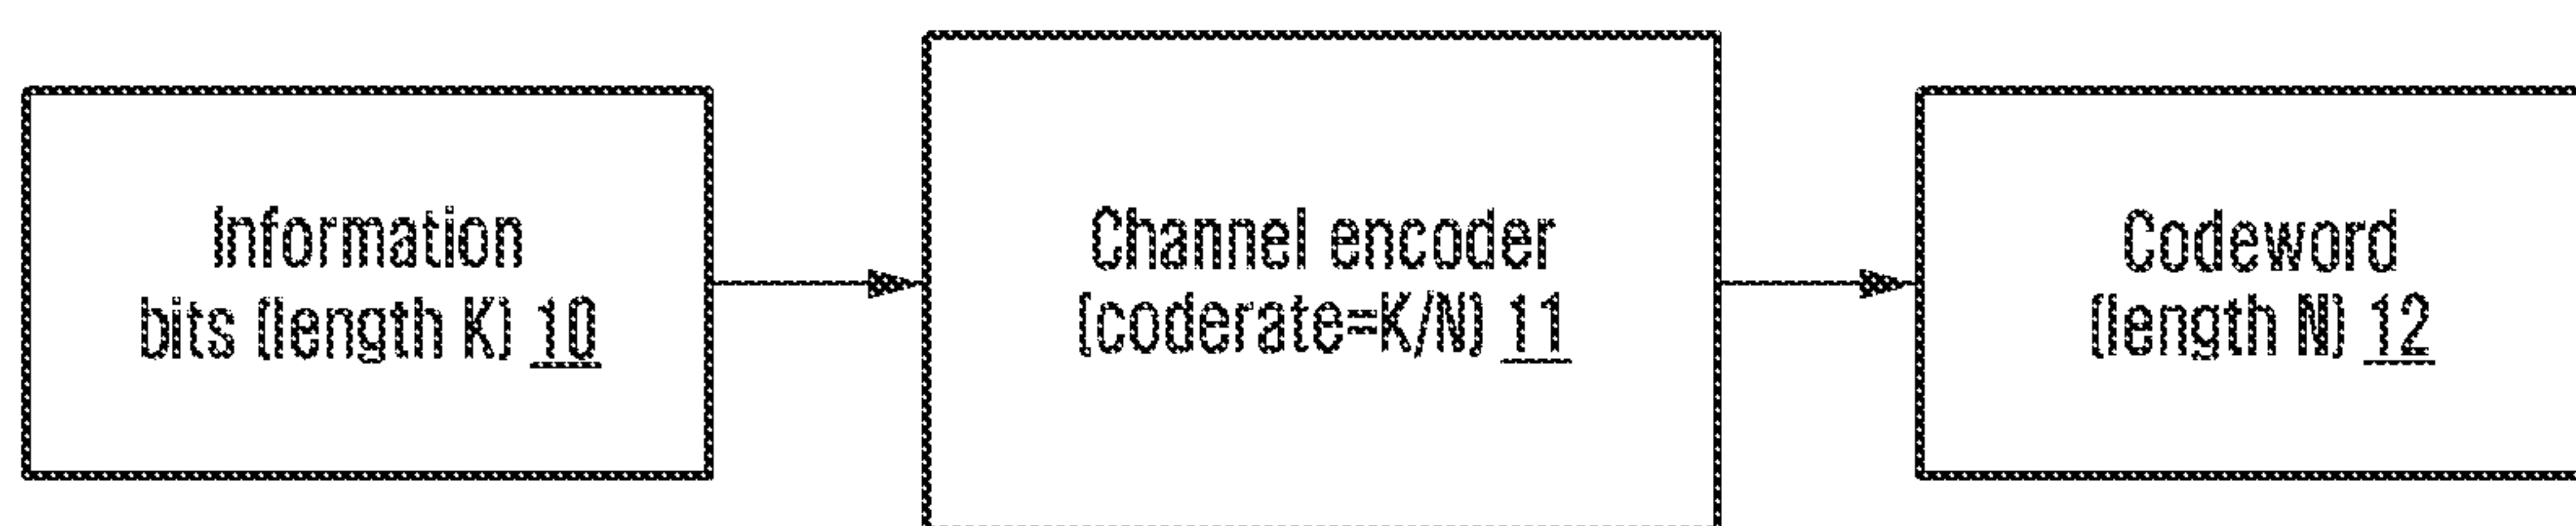 Information
bits (length K) 10
Channel encoder
(coderate=K/N) 11
Codeword
(length N) 12